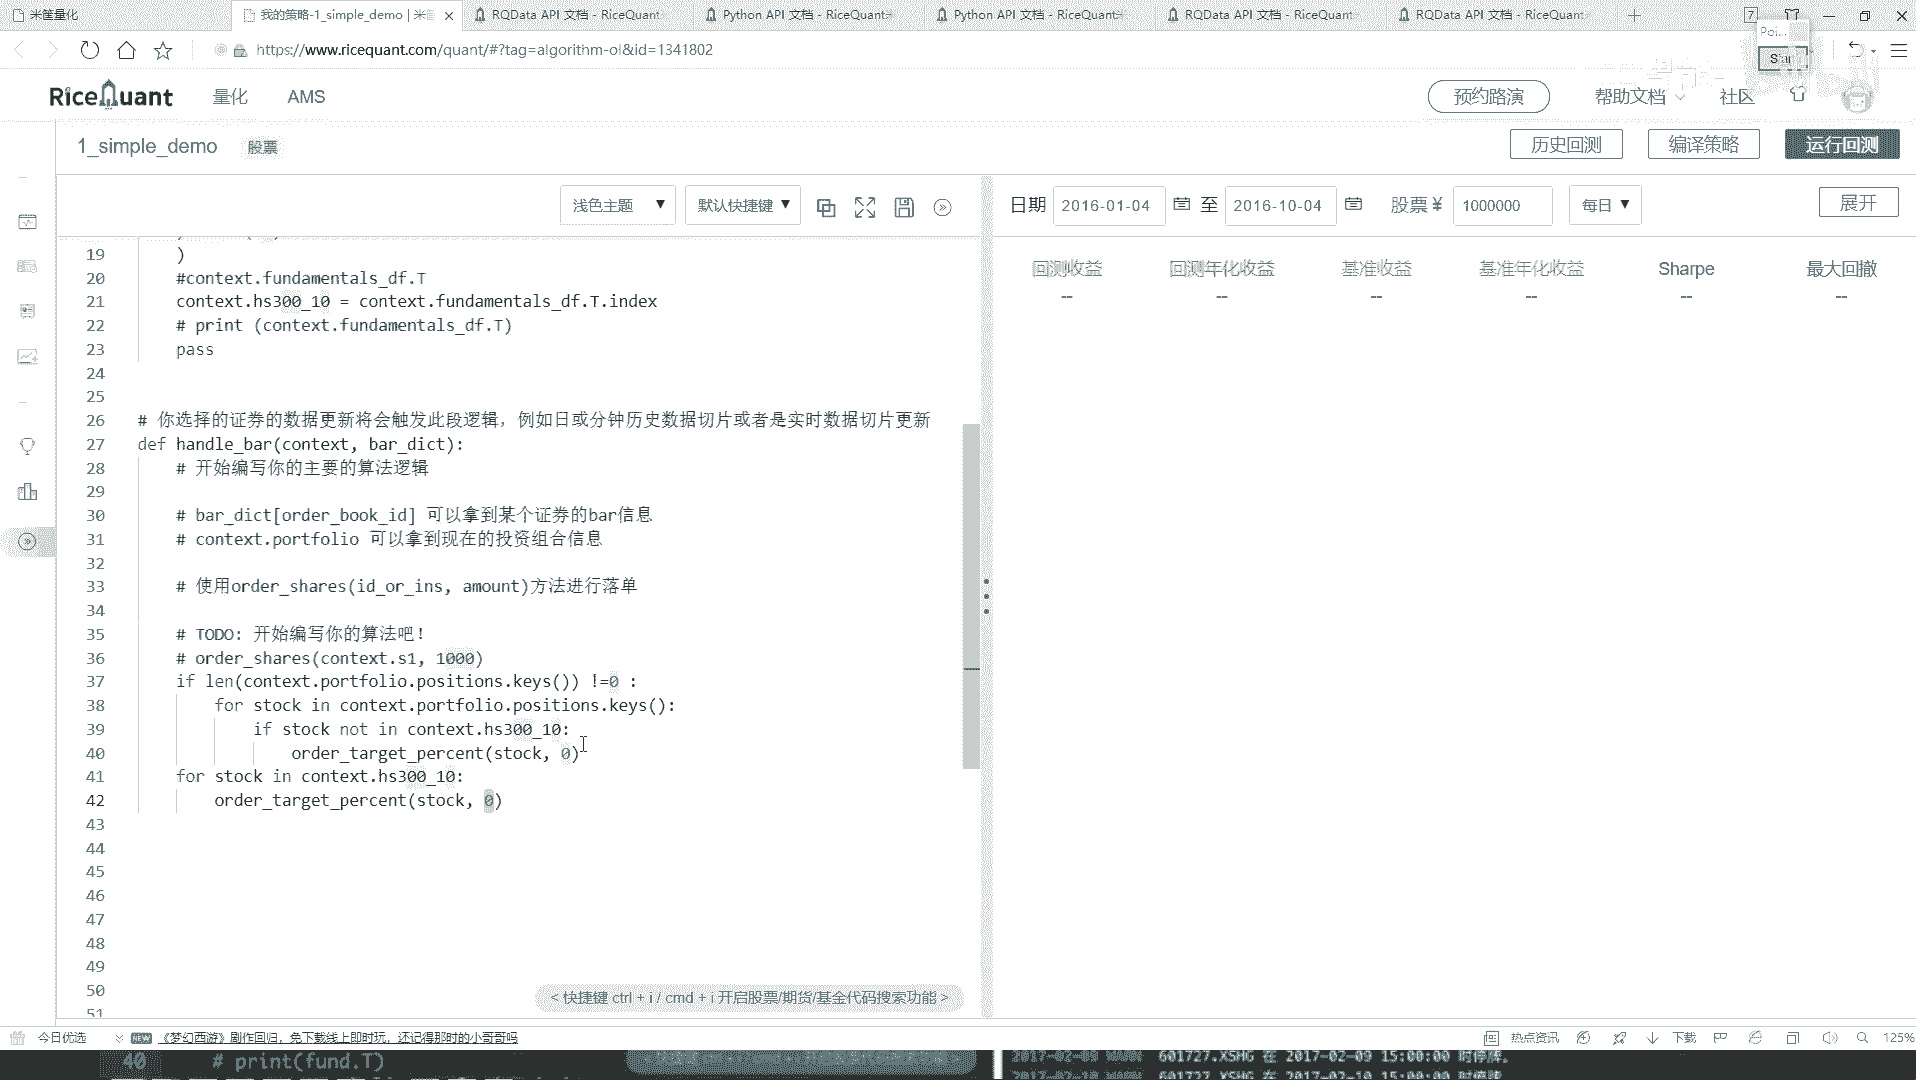 米筐量化
我的策略-1_simple_demo | 米筐
RQData API 文档 - RiceQuant
Python API 文档 - RiceQuant
Python API 文档 - RiceQuant
RQData API 文档 - RiceQuant
RQData API 文档 - RiceQuant
7
Poi...
https://www.ricequant.com/quant/#?tag=algorithm-ol&id=1341802
RiceQuant 量化 AMS 预约路演 帮助文档 社区
1_simple_demo 股票 历史回测 编译策略 运行回测
浅色主题 ▼ 默认快捷键 ▼ 日期 2016-01-04 至 2016-10-04 股票 ¥ 1000000 每日 ▼ 展开
回测收益 回测年化收益 基准收益 基准年化收益 Sharpe 最大回撤
-- -- -- -- -- --
19 )
20 #context.fundamentals_df.T
21 context.hs300_10 = context.fundamentals_df.T.index
22 # print (context.fundamentals_df.T)
23 pass
24
25
26 # 你选择的证券的数据更新将会触发此段逻辑，例如日或分钟历史数据切片或者是实时数据切片更新
27 def handle_bar(context, bar_dict):
28 # 开始编写你的主要的算法逻辑
29
30 # bar_dict[order_book_id] 可以拿到某个证券的bar信息
31 # context.portfolio 可以拿到现在的投资组合信息
32
33 # 使用order_shares(id_or_ins, amount)方法进行落单
34
35 # TODO: 开始编写你的算法吧！
36 # order_shares(context.s1, 1000)
37 if len(context.portfolio.positions.keys()) !=0 :
38 for stock in context.portfolio.positions.keys():
39 if stock not in context.hs300_10:
40 order_target_percent(stock, 0)
41 for stock in context.hs300_10:
42 order_target_percent(stock, 0)
43
44
45
46
47
48
49
50
51
< 快捷键 ctrl + i / cmd + i 开启股票/期货/基金代码搜索功能 >
今日优选 NEW 《梦幻西游》剧作回归，免下载线上即时玩，还记得那时的小哥哥吗 热点资讯 下载 125%
40 # print(fund.T)
2017-02-09 WARN 601727.XSHG 在 2017-02-09 15:00:00 时停牌。
2017-02-10 WARN 601727.XSHG 在 2017-02-10 15:00:00 时停牌。